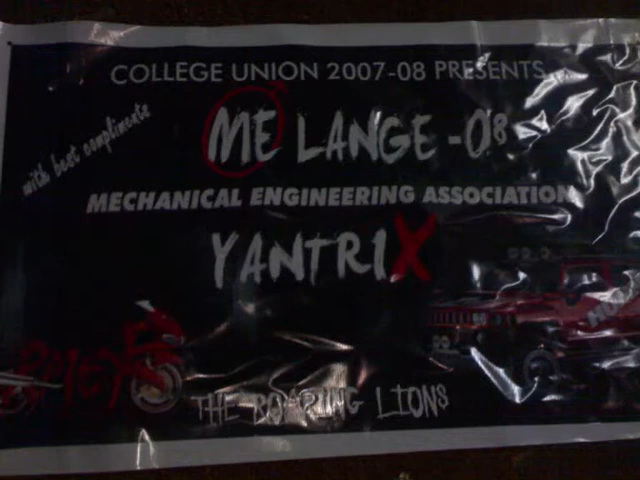 COLLEGE UNION 2007-08 PRESENTS
with best compliments
ME LANGE-08
MECHANICAL ENGINEERING ASSOCIATION
YANTRIX
THE ROARING LIONS